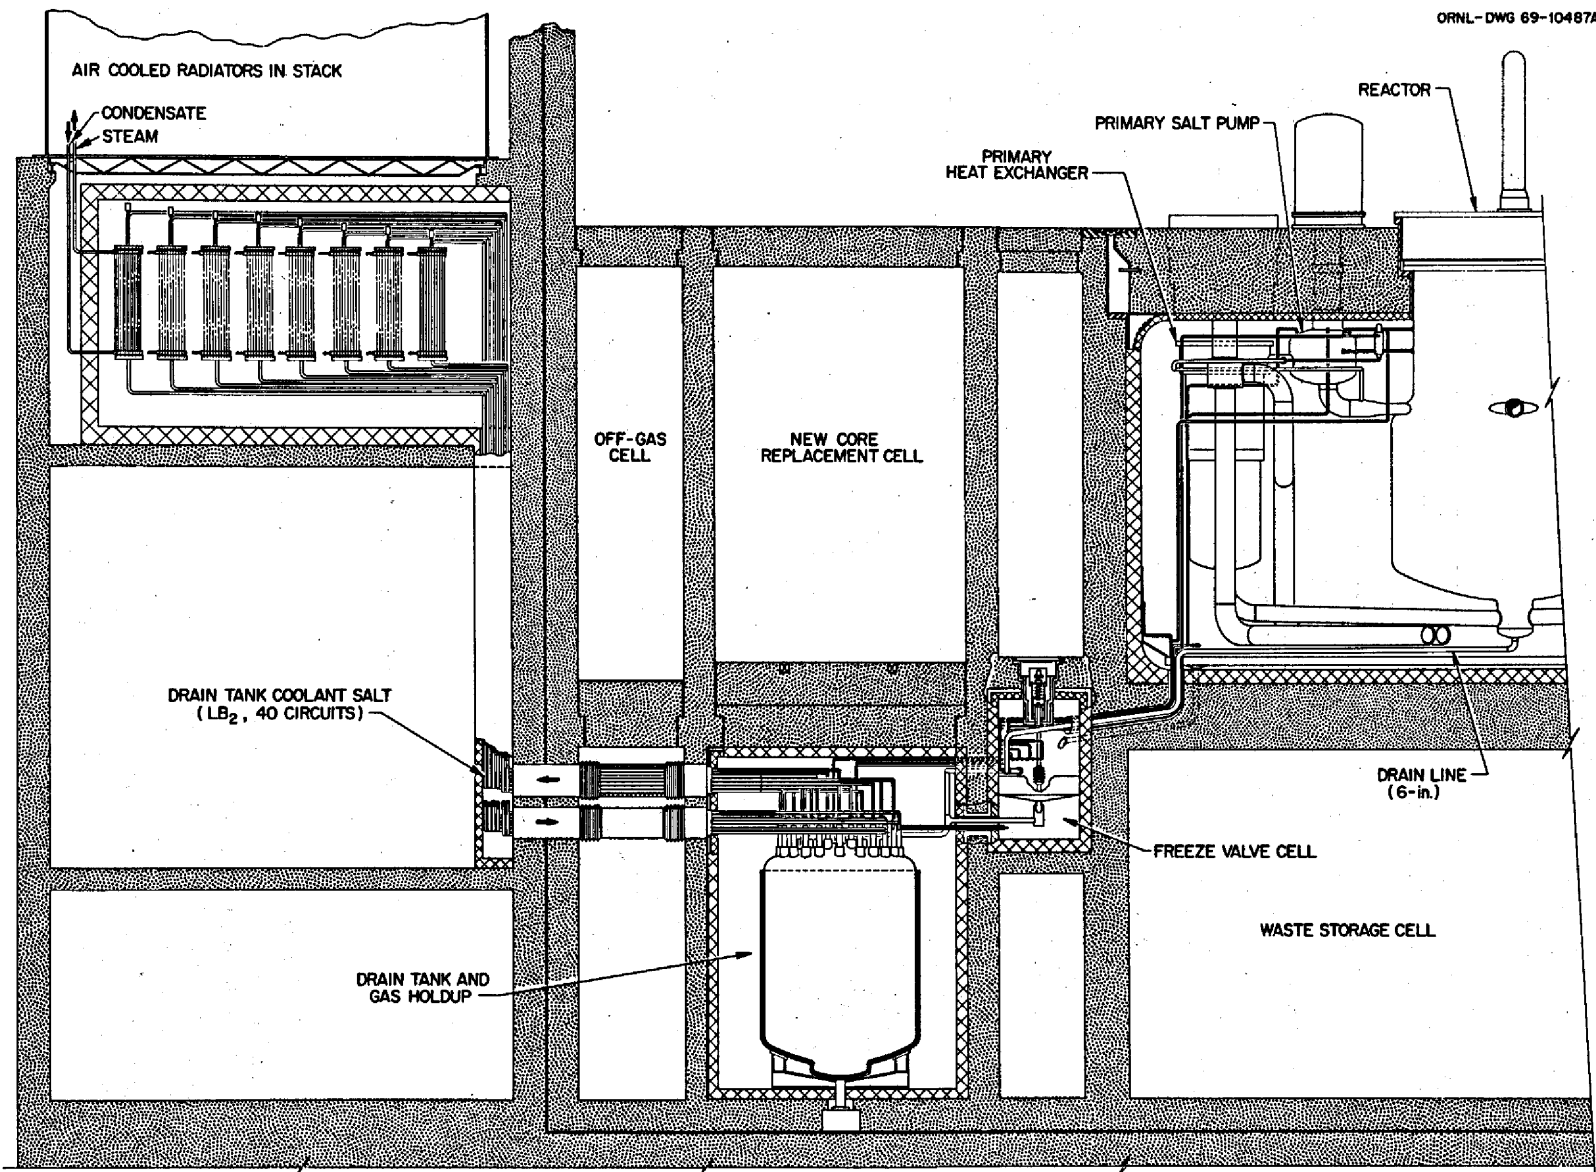 ORNL-DWG 69-10487A
AIR COOLED RADIATORS IN STACK
CONDENSATE
STEAM
REACTOR
PRIMARY SALT PUMP
PRIMARY
HEAT EXCHANGER
OFF-GAS
CELL
NEW CORE
REPLACEMENT CELL
DRAIN TANK COOLANT SALT
(LB₂, 40 CIRCUITS)
DRAIN LINE
(6-in.)
FREEZE VALVE CELL
WASTE STORAGE CELL
DRAIN TANK AND
GAS HOLDUP